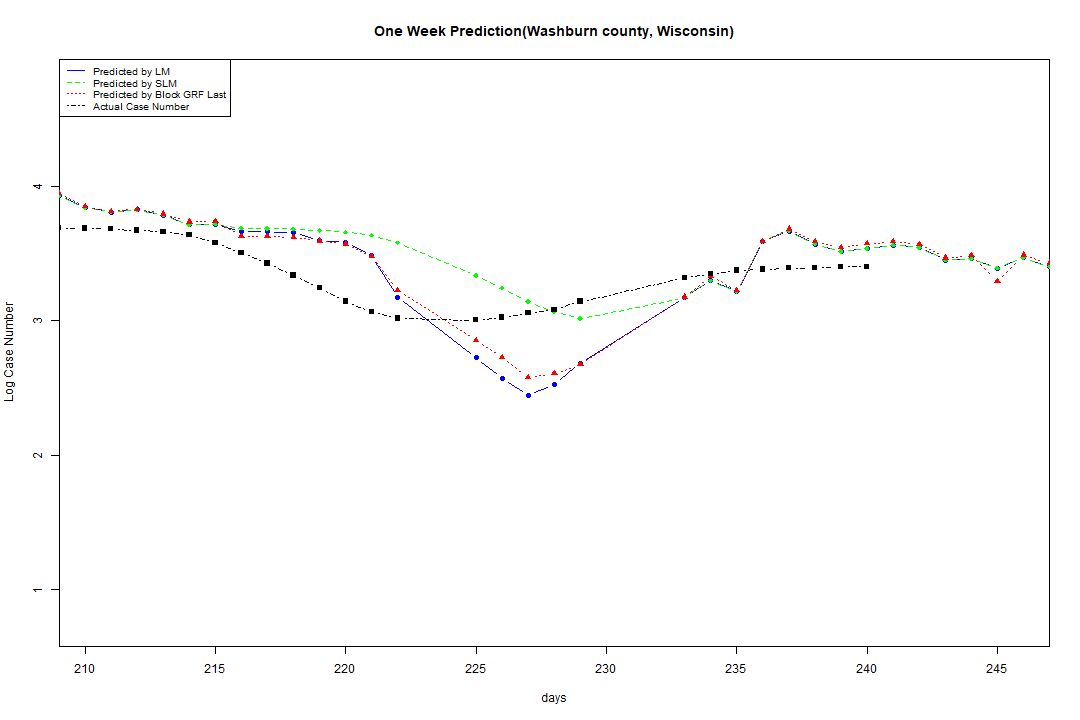 One Week Prediction(Washburn county, Wisconsin)
Predicted by LM
Predicted by SLM
Predicted by Block GRF Last
Actual Case Number
4
3
2
1
Log Case Number
210 215 220 225 230 235 240 245
days